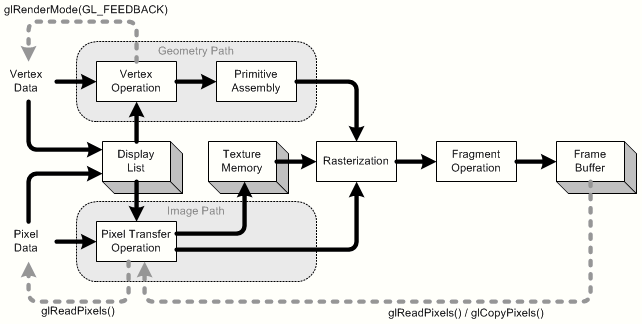 glRenderMode(GL_FEEDBACK)
Geometry Path
Vertex
Data
Vertex
Operation
Primitive
Assembly
Display
List
Texture
Memory
Rasterization
Fragment
Operation
Frame
Buffer
Image Path
Pixel
Data
Pixel Transfer
Operation
glReadPixels()
glReadPixels() / glCopyPixels()